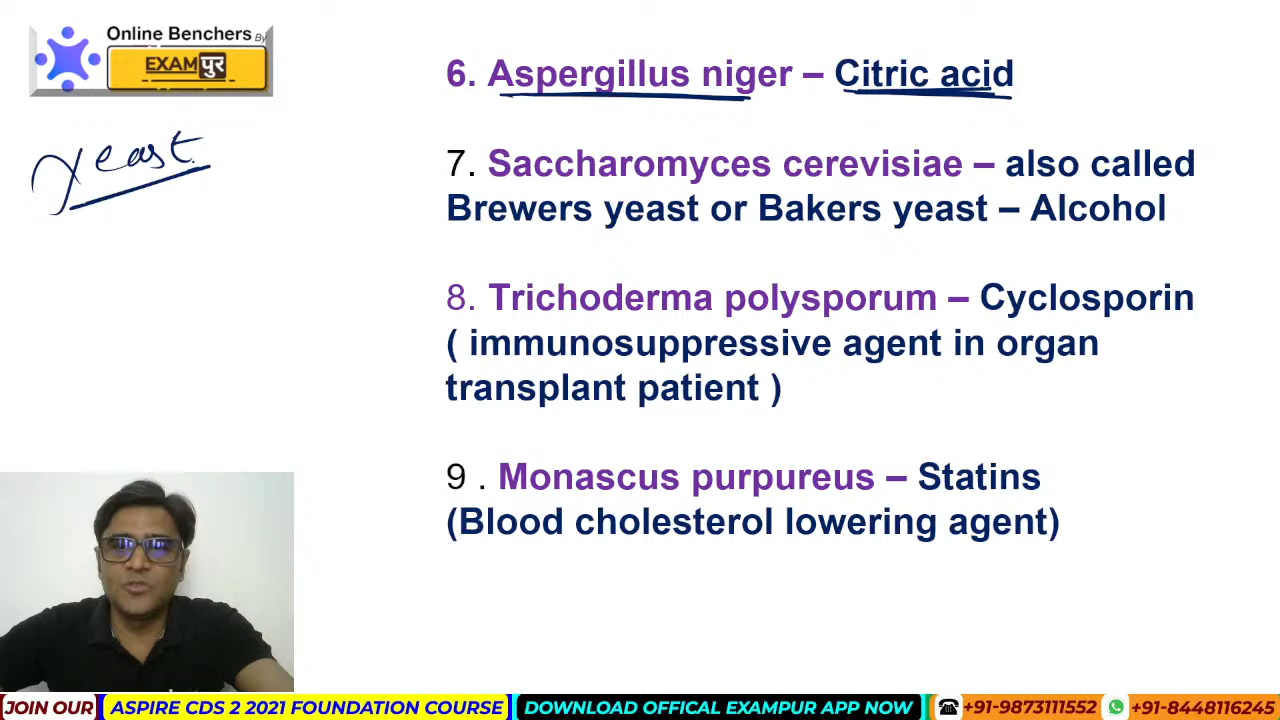 Online Benchers By
EXAMपुर
yeast
6. Aspergillus niger – Citric acid
7. Saccharomyces cerevisiae – also called
Brewers yeast or Bakers yeast – Alcohol
8. Trichoderma polysporum – Cyclosporin
( immunosuppressive agent in organ
transplant patient )
9 . Monascus purpureus – Statins
(Blood cholesterol lowering agent)
JOIN OUR ASPIRE CDS 2 2021 FOUNDATION COURSE DOWNLOAD OFFICAL EXAMPUR APP NOW +91-9873111552 +91-8448116245